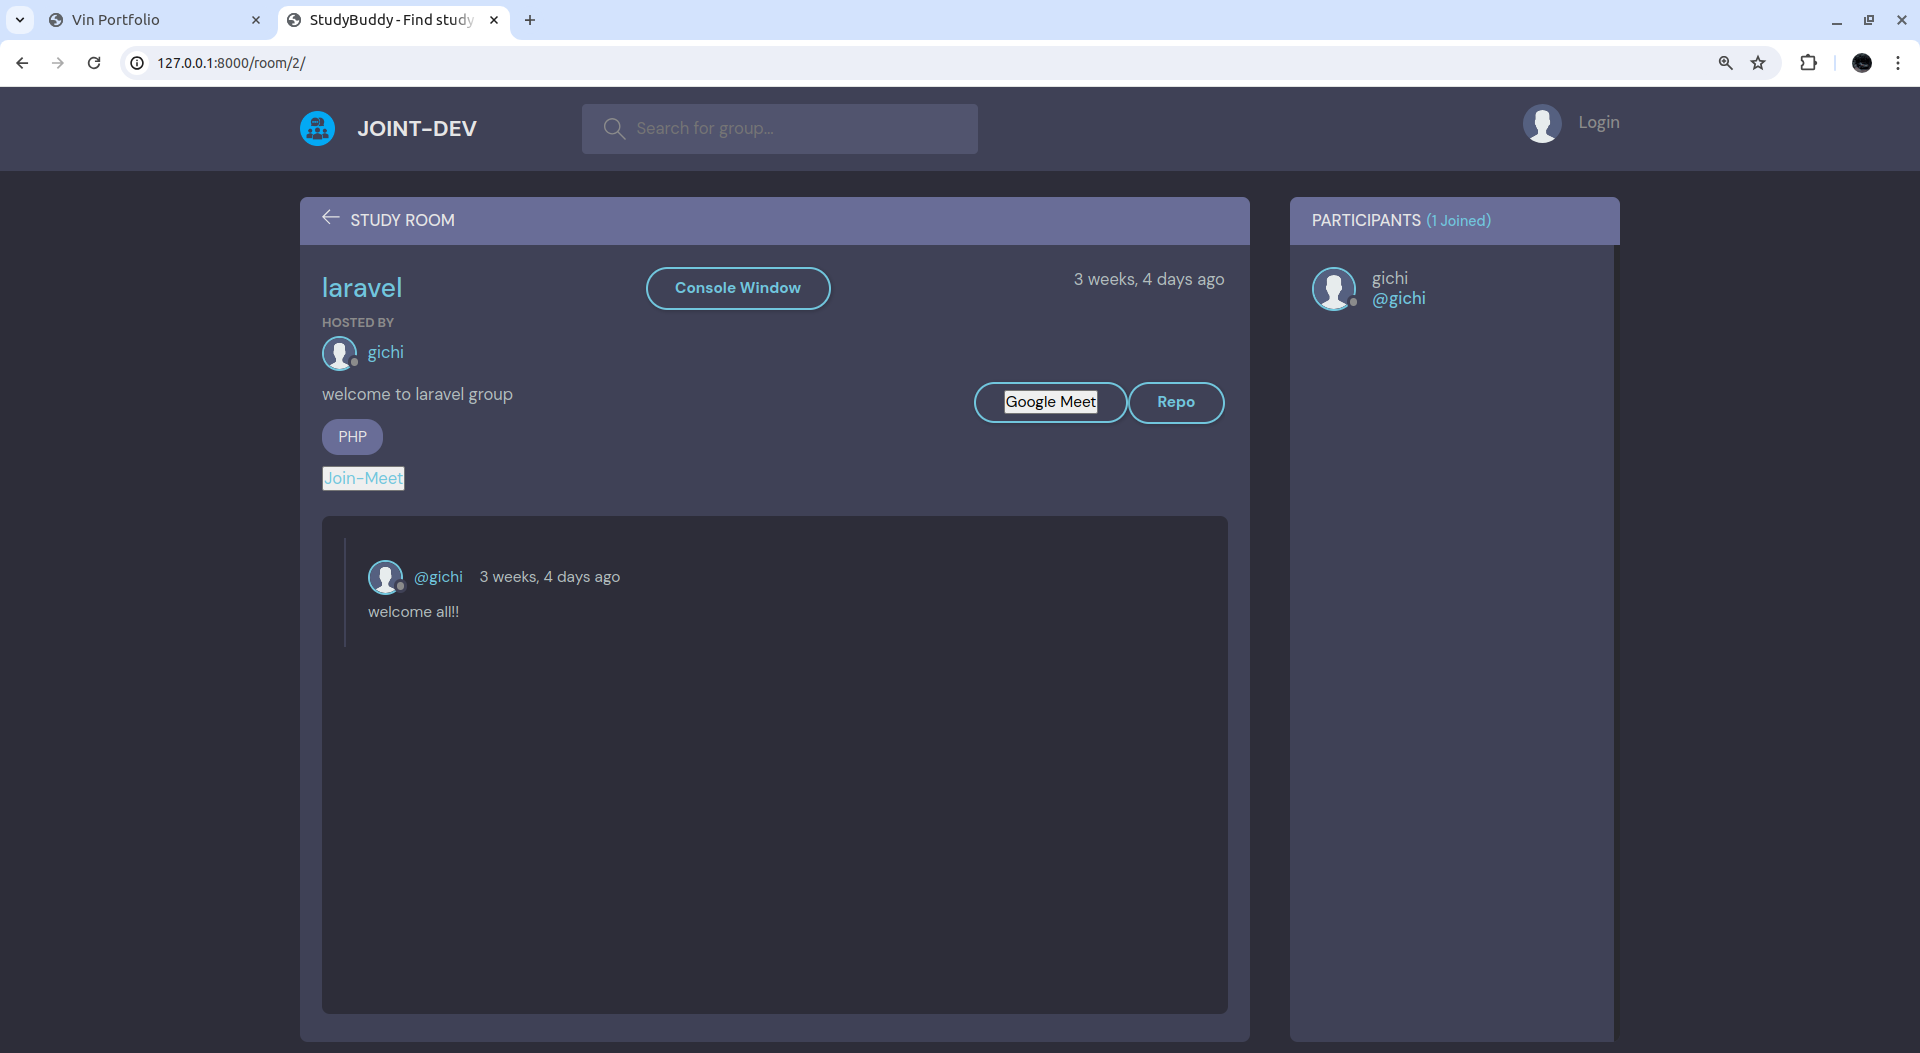 Vin Portfolio
StudyBuddy - Find study
127.0.0.1:8000/room/2/
JOINT-DEV
Search for group...
Login
STUDY ROOM
laravel
Console Window
3 weeks, 4 days ago
HOSTED BY
gichi
welcome to laravel group
Google Meet
Repo
PHP
Join-Meet
@gichi 3 weeks, 4 days ago
welcome all!!
PARTICIPANTS (1 Joined)
gichi
@gichi